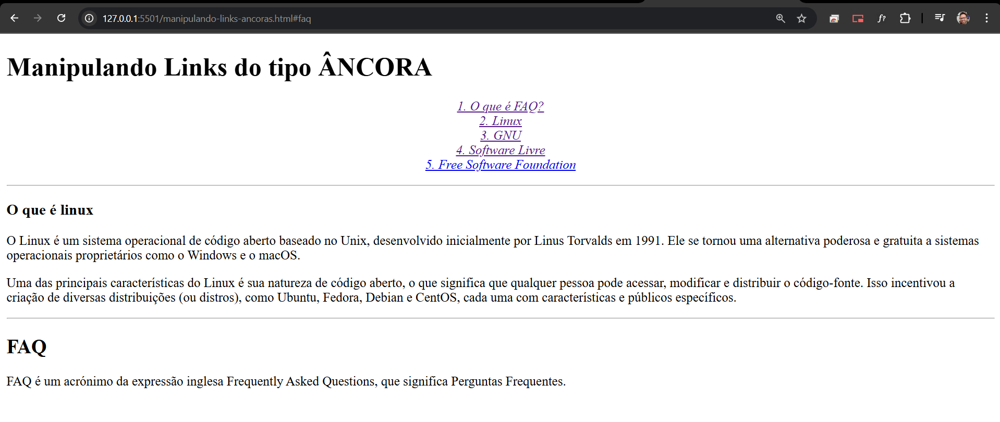 127.0.0.1:5501/manipulando-links-ancoras.html#faq
f?
Manipulando Links do tipo ÂNCORA
1. O que é FAQ?
2. Linux
3. GNU
4. Software Livre
5. Free Software Foundation
O que é linux
O Linux é um sistema operacional de código aberto baseado no Unix, desenvolvido inicialmente por Linus Torvalds em 1991. Ele se tornou uma alternativa poderosa e gratuita a sistemas
operacionais proprietários como o Windows e o macOS.
Uma das principais características do Linux é sua natureza de código aberto, o que significa que qualquer pessoa pode acessar, modificar e distribuir o código-fonte. Isso incentivou a
criação de diversas distribuições (ou distros), como Ubuntu, Fedora, Debian e CentOS, cada uma com características e públicos específicos.
FAQ
FAQ é um acrónimo da expressão inglesa Frequently Asked Questions, que significa Perguntas Frequentes.